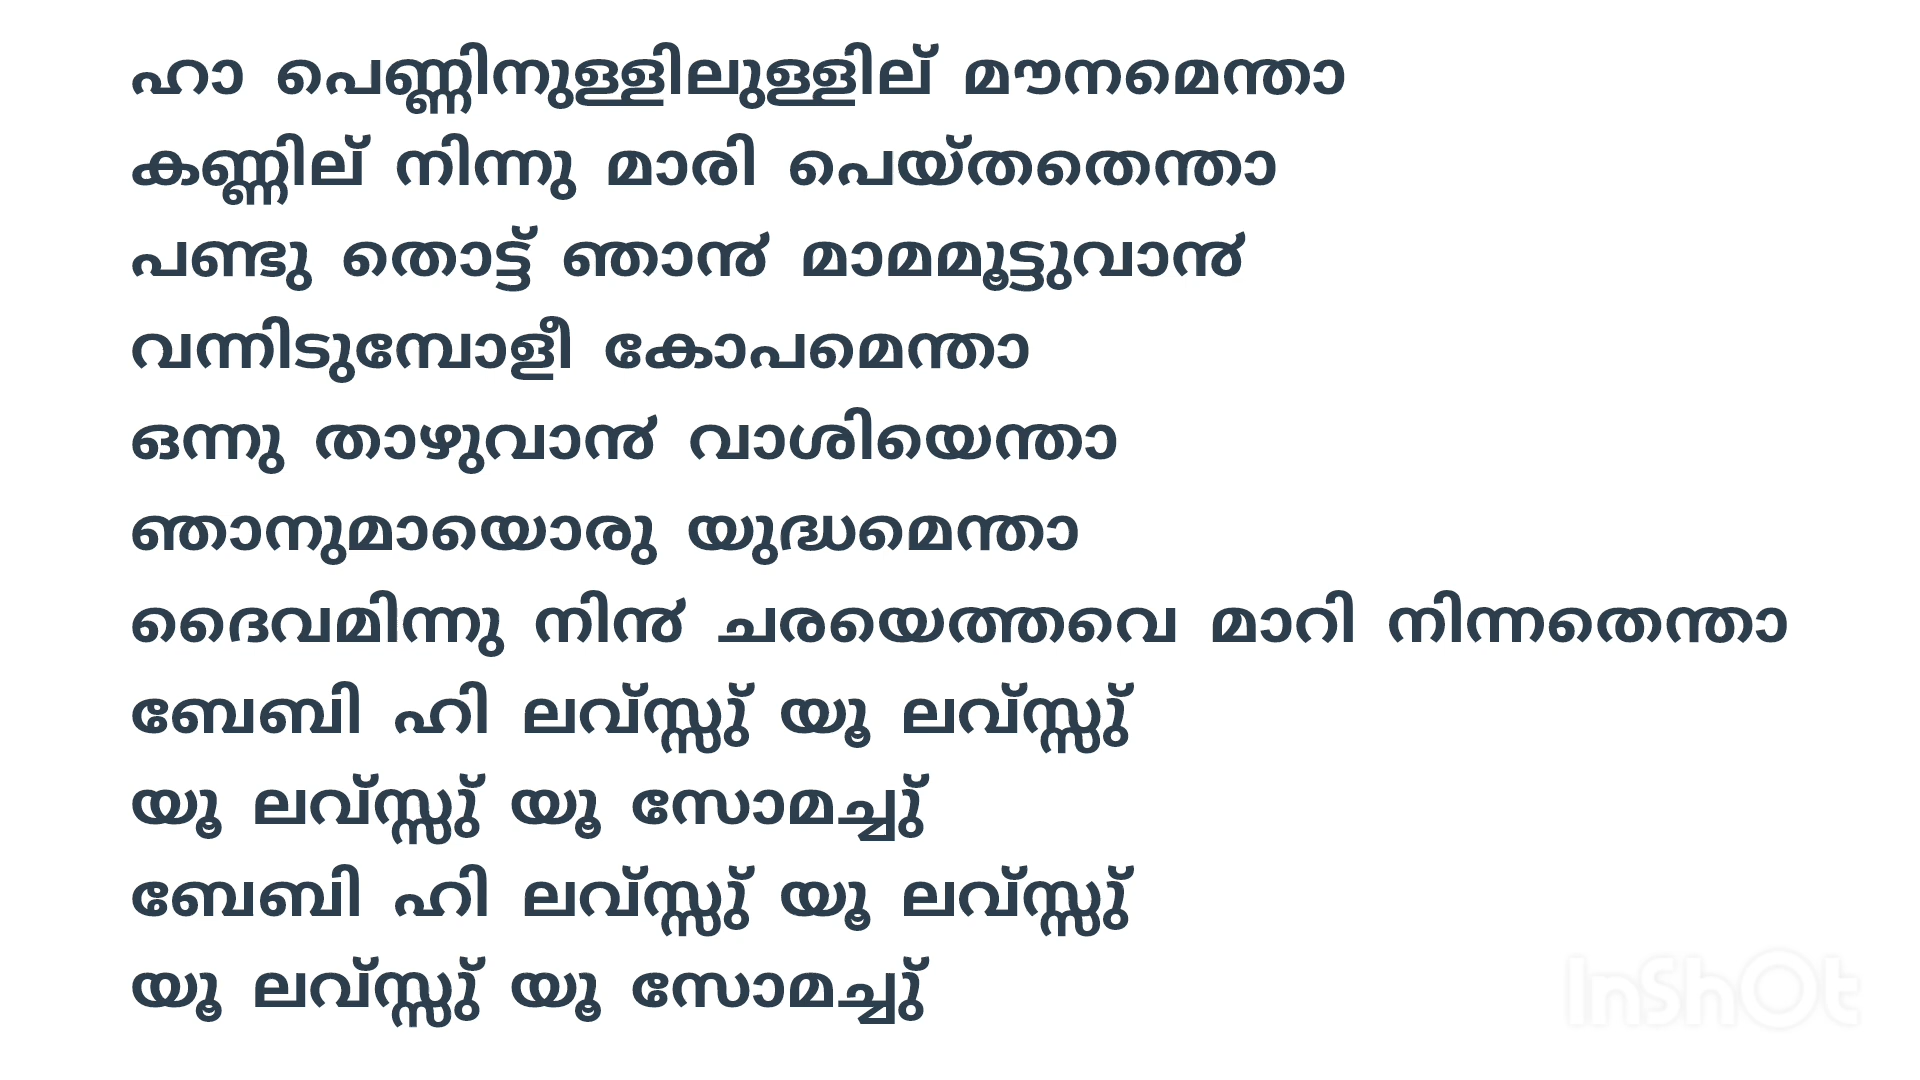 ഹാ പെണ്ണിനുള്ളിലുള്ളില് മൗനമെന്താ
കണ്ണില് നിന്നു മാരി പെയ്തതെന്താ
പണ്ടു തൊട്ട് ഞാൻ മാമമൂട്ടുവാൻ
വന്നിടുമ്പോളീ കോപമെന്താ
ഒന്നു താഴുവാൻ വാശിയെന്താ
ഞാനുമായൊരു യുദ്ധമെന്താ
ദൈവമിന്നു നിൻ ചരയെത്തവെ മാറി നിന്നതെന്താ
ബേബി ഹി ലവ്സ്സു് യൂ ലവ്സ്സു്
യൂ ലവ്സ്സു് യൂ സോമച്ചു്
ബേബി ഹി ലവ്സ്സു് യൂ ലവ്സ്സു്
യൂ ലവ്സ്സു് യൂ സോമച്ചു്
InShOt